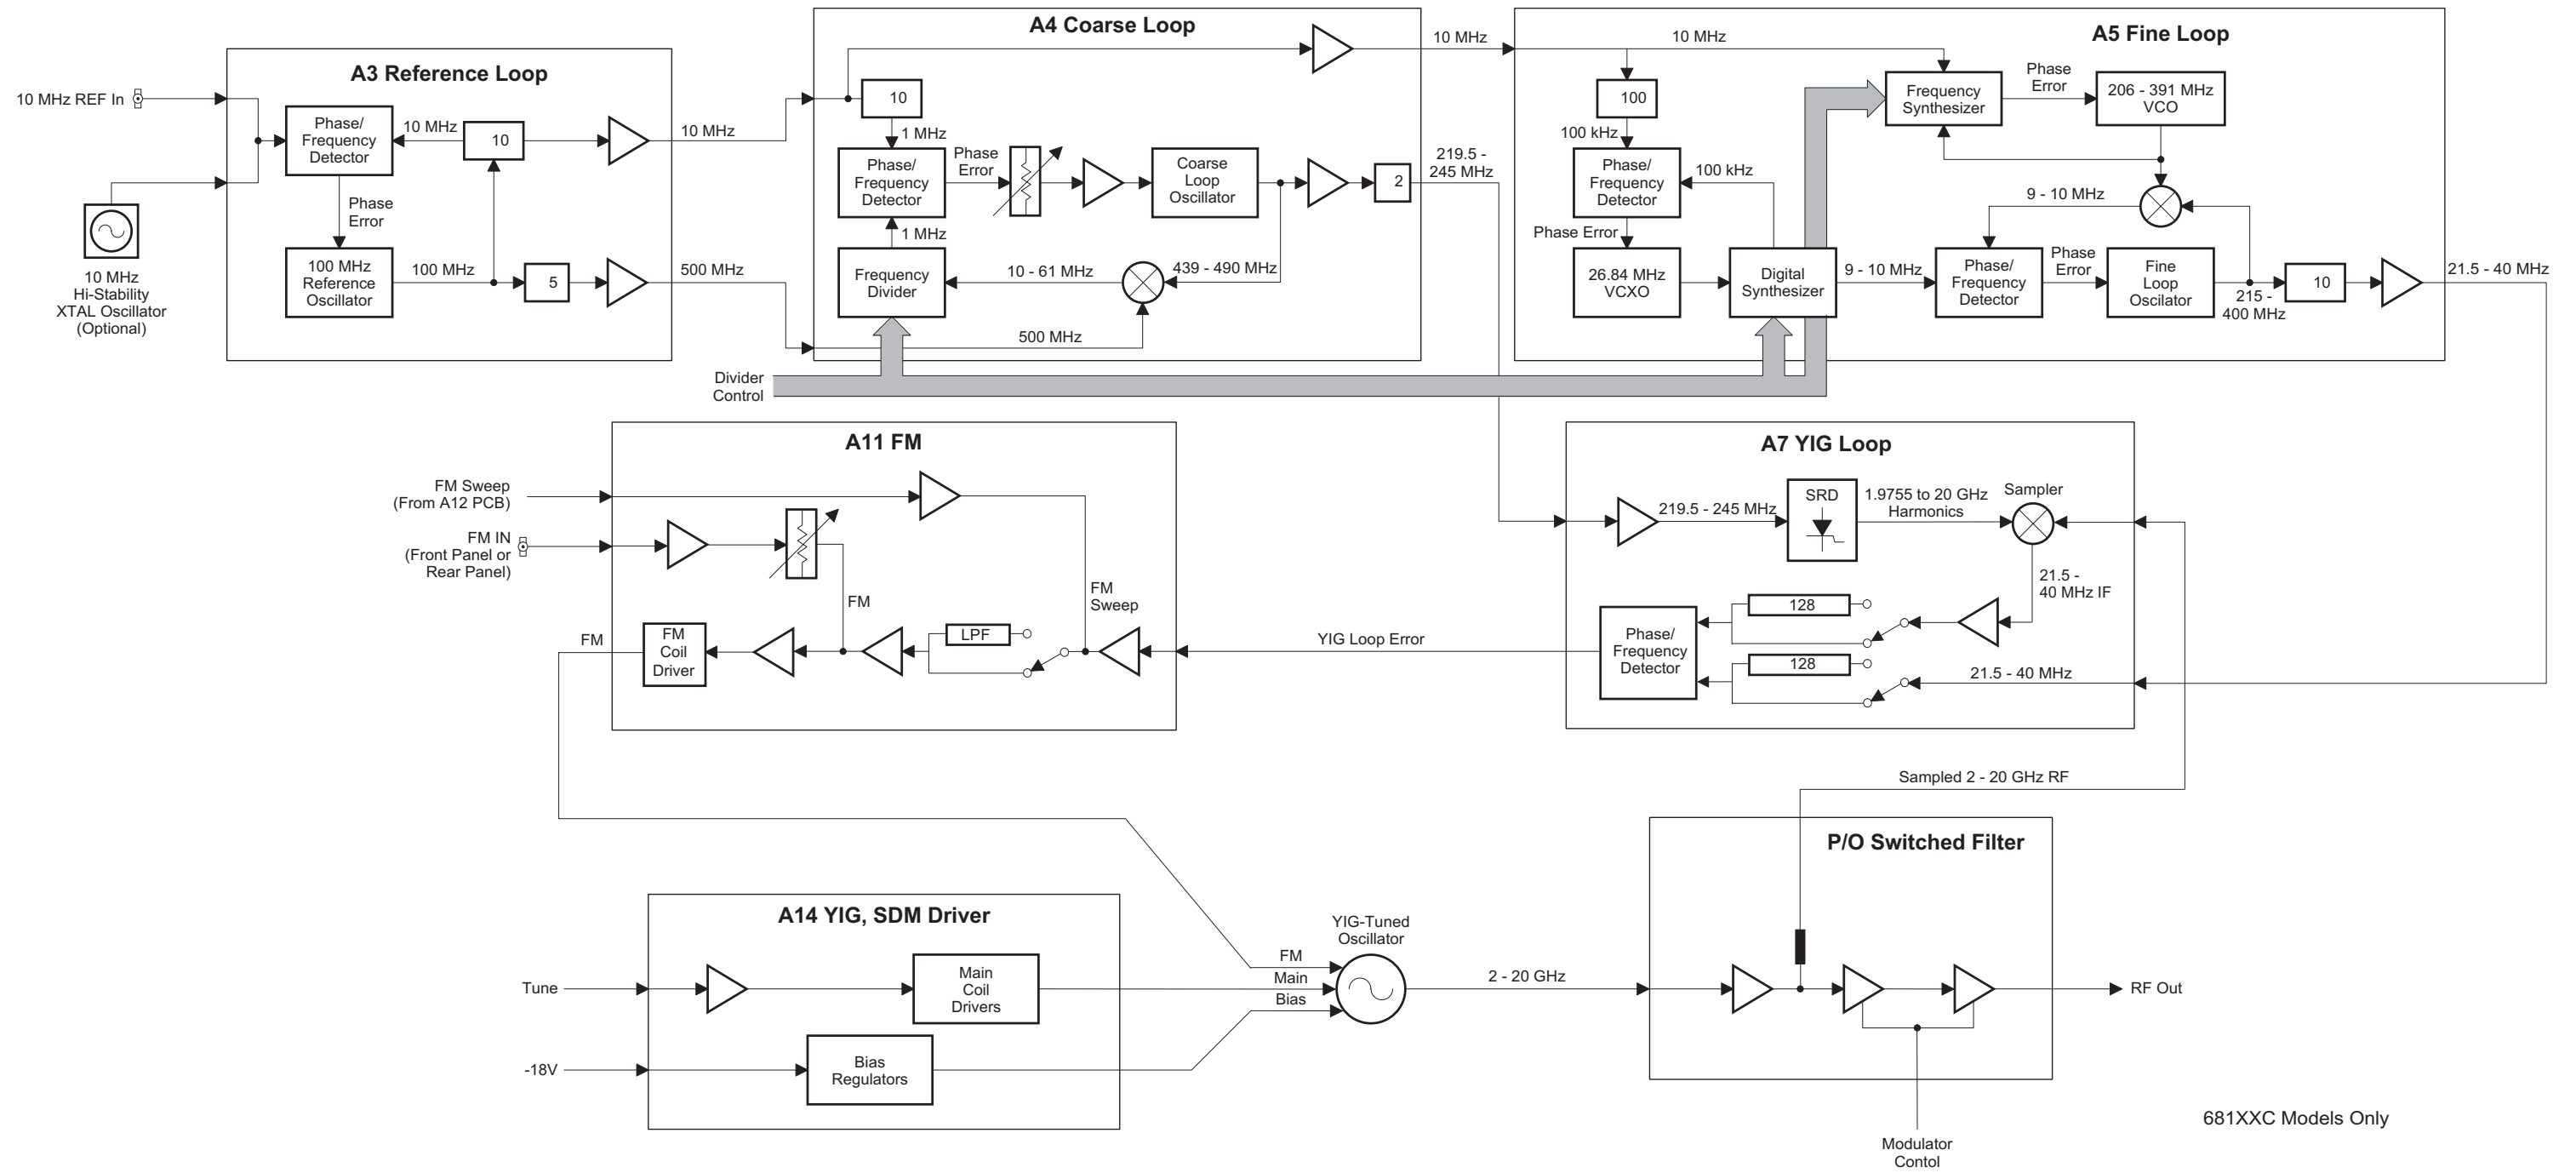 A3 Reference Loop
10 MHz REF In
Phase/
Frequency
Detector
10 MHz
10
10 MHz
Phase
Error
10 MHz
Hi-Stability
XTAL Oscillator
(Optional)
100 MHz
Reference
Oscillator
100 MHz
5
500 MHz
A4 Coarse Loop
10 MHz
10
1 MHz
Phase/
Frequency
Detector
Phase
Error
Coarse
Loop
Oscillator
2
219.5 -
245 MHz
1 MHz
Frequency
Divider
10 - 61 MHz
439 - 490 MHz
500 MHz
Divider
Control
A5 Fine Loop
10 MHz
100
100 kHz
Phase/
Frequency
Detector
100 kHz
Phase Error
26.84 MHz
VCXO
Digital
Synthesizer
Frequency
Synthesizer
Phase
Error
206 - 391 MHz
VCO
9 - 10 MHz
9 - 10 MHz
Phase/
Frequency
Detector
Phase
Error
Fine
Loop
Oscilator
215 -
400 MHz
10
21.5 - 40 MHz
A11 FM
FM Sweep
(From A12 PCB)
FM IN
(Front Panel or
Rear Panel)
FM
FM
Sweep
FM
FM
Coil
Driver
LPF
YIG Loop Error
A7 YIG Loop
219.5 - 245 MHz
SRD
1.9755 to 20 GHz
Harmonics
Sampler
21.5 -
40 MHz IF
128
Phase/
Frequency
Detector
128
21.5 - 40 MHz
Sampled 2 - 20 GHz RF
P/O Switched Filter
A14 YIG, SDM Driver
YIG-Tuned
Oscillator
Tune
Main
Coil
Drivers
FM
Main
Bias
2 - 20 GHz
RF Out
-18V
Bias
Regulators
681XXC Models Only
Modulator
Contol